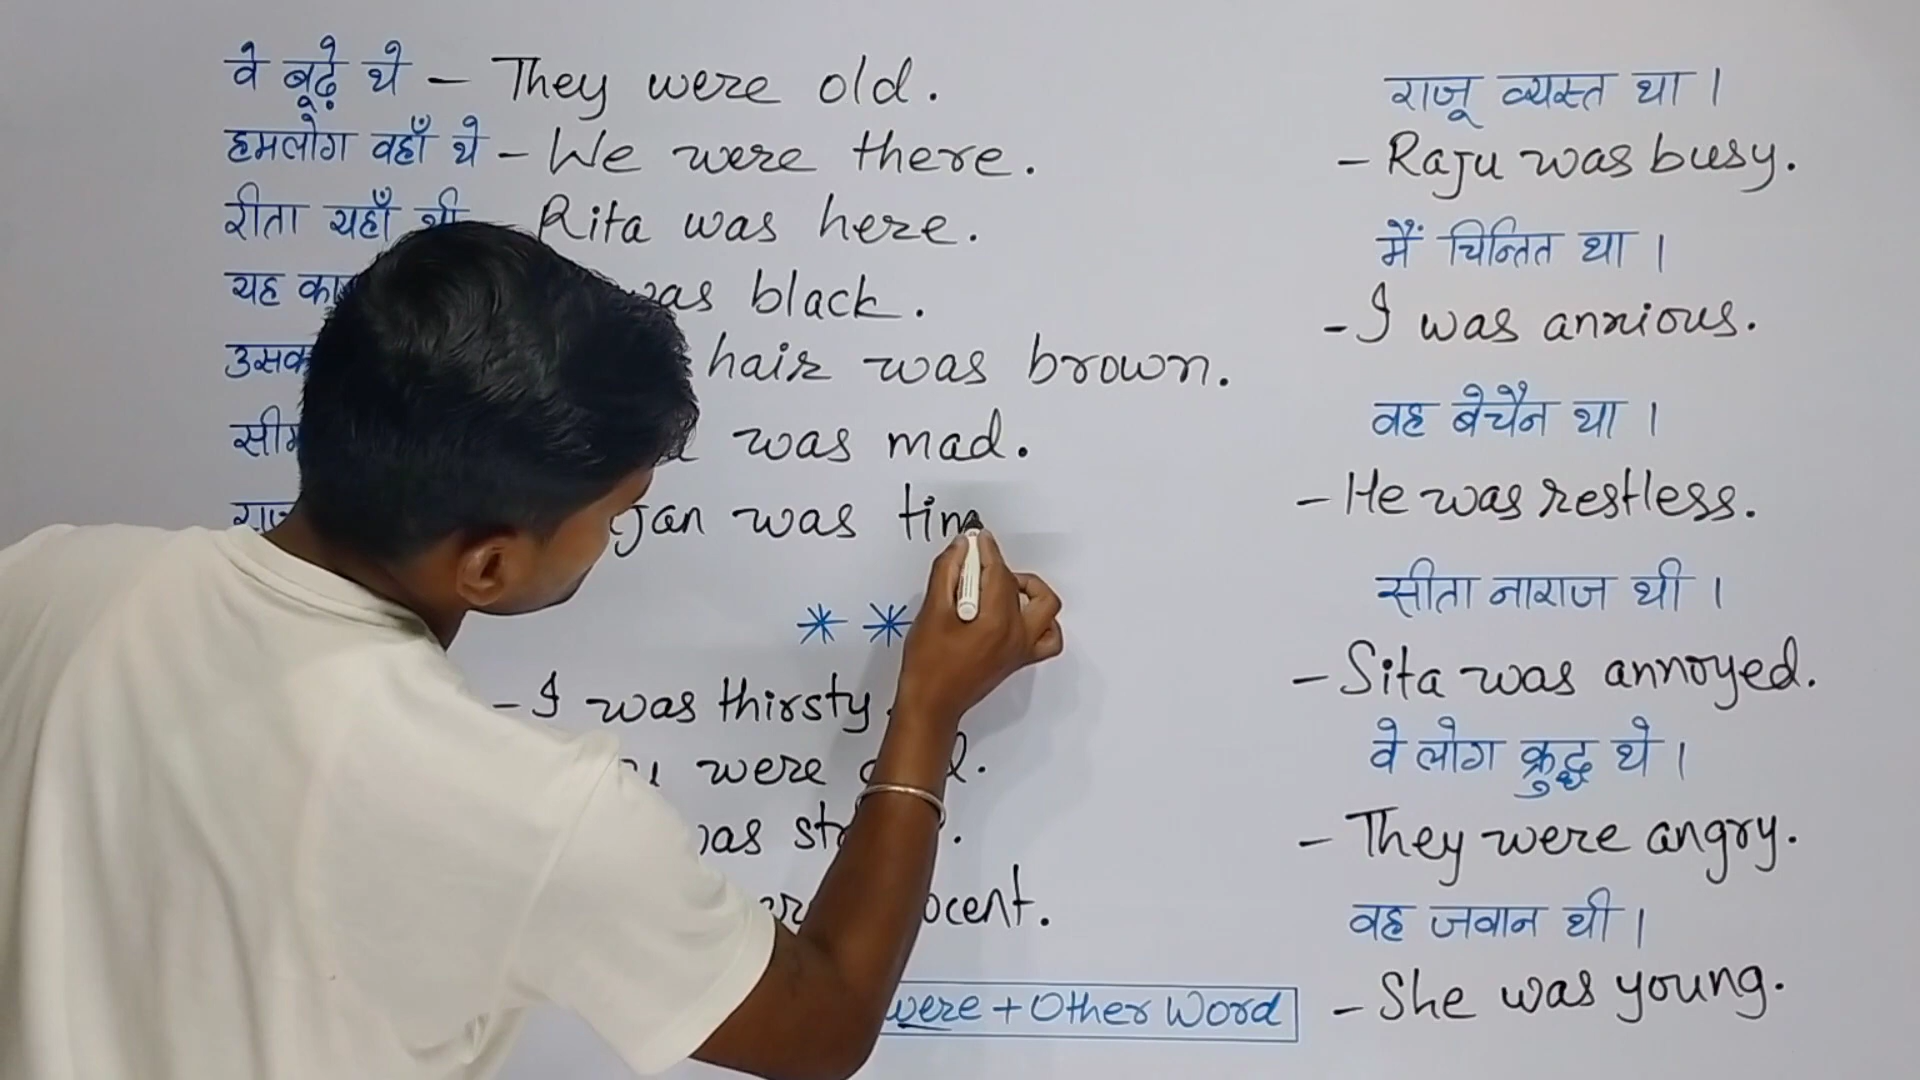 वे बूढ़े थे – They were old.
हमलोग वहाँ थे – We were there.
रीता यहाँ थी – Rita was here.
यह was black.
hair was brown.
was mad.
was tim
* *
– I was thirsty.
were
was
were + Other Word
राजू व्यस्त था।
– Raju was busy.
मैं चिन्तित था।
– I was anxious.
वह बेचैन था।
– He was restless.
सीता नाराज थी।
– Sita was annoyed.
वे लोग क्रुद्ध थे।
– They were angry.
वह जवान थी।
– She was young.